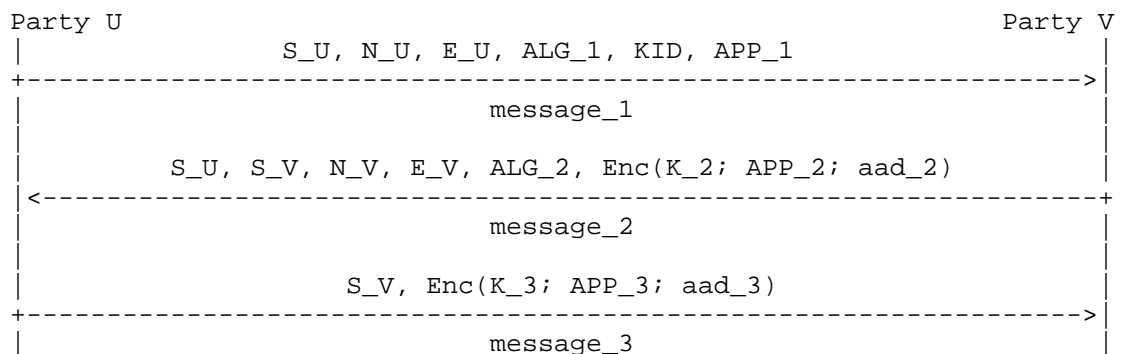 Party U Party V
S_U, N_U, E_U, ALG_1, KID, APP_1
message_1
S_U, S_V, N_V, E_V, ALG_2, Enc(K_2; APP_2; aad_2)
message_2
S_V, Enc(K_3; APP_3; aad_3)
message_3